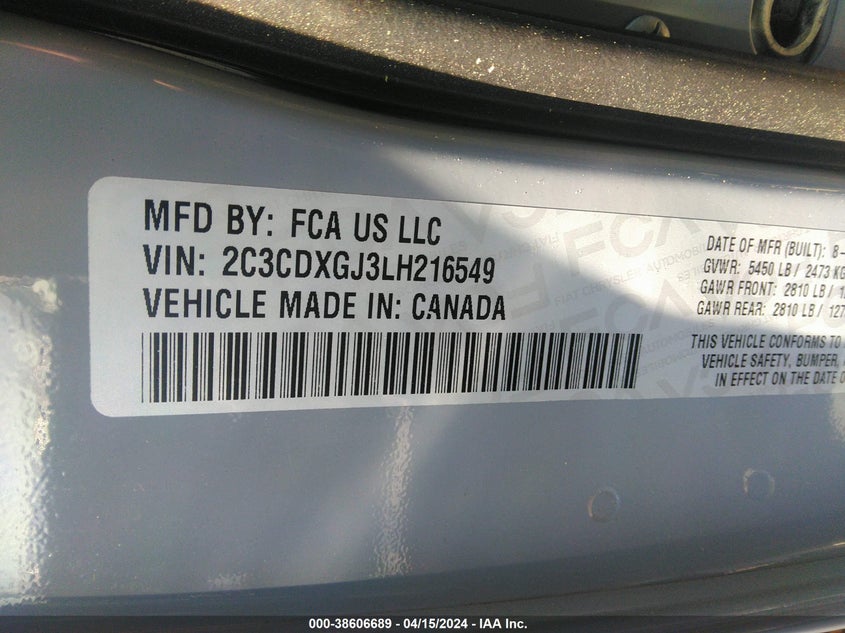 MFD BY: FCA US LLC
VIN: 2C3CDXGJ3LH216549
VEHICLE MADE IN: CANADA
DATE OF MFR (BUILT): 8-
GVWR: 5450 LB / 2473 KG
GAWR FRONT: 2810 LB /
GAWR REAR: 2810 LB /
THIS VEHICLE CONFORMS TO
VEHICLE SAFETY, BUMPER,
IN EFFECT ON THE DATE
000-38606689 - 04/15/2024 - IAA Inc.